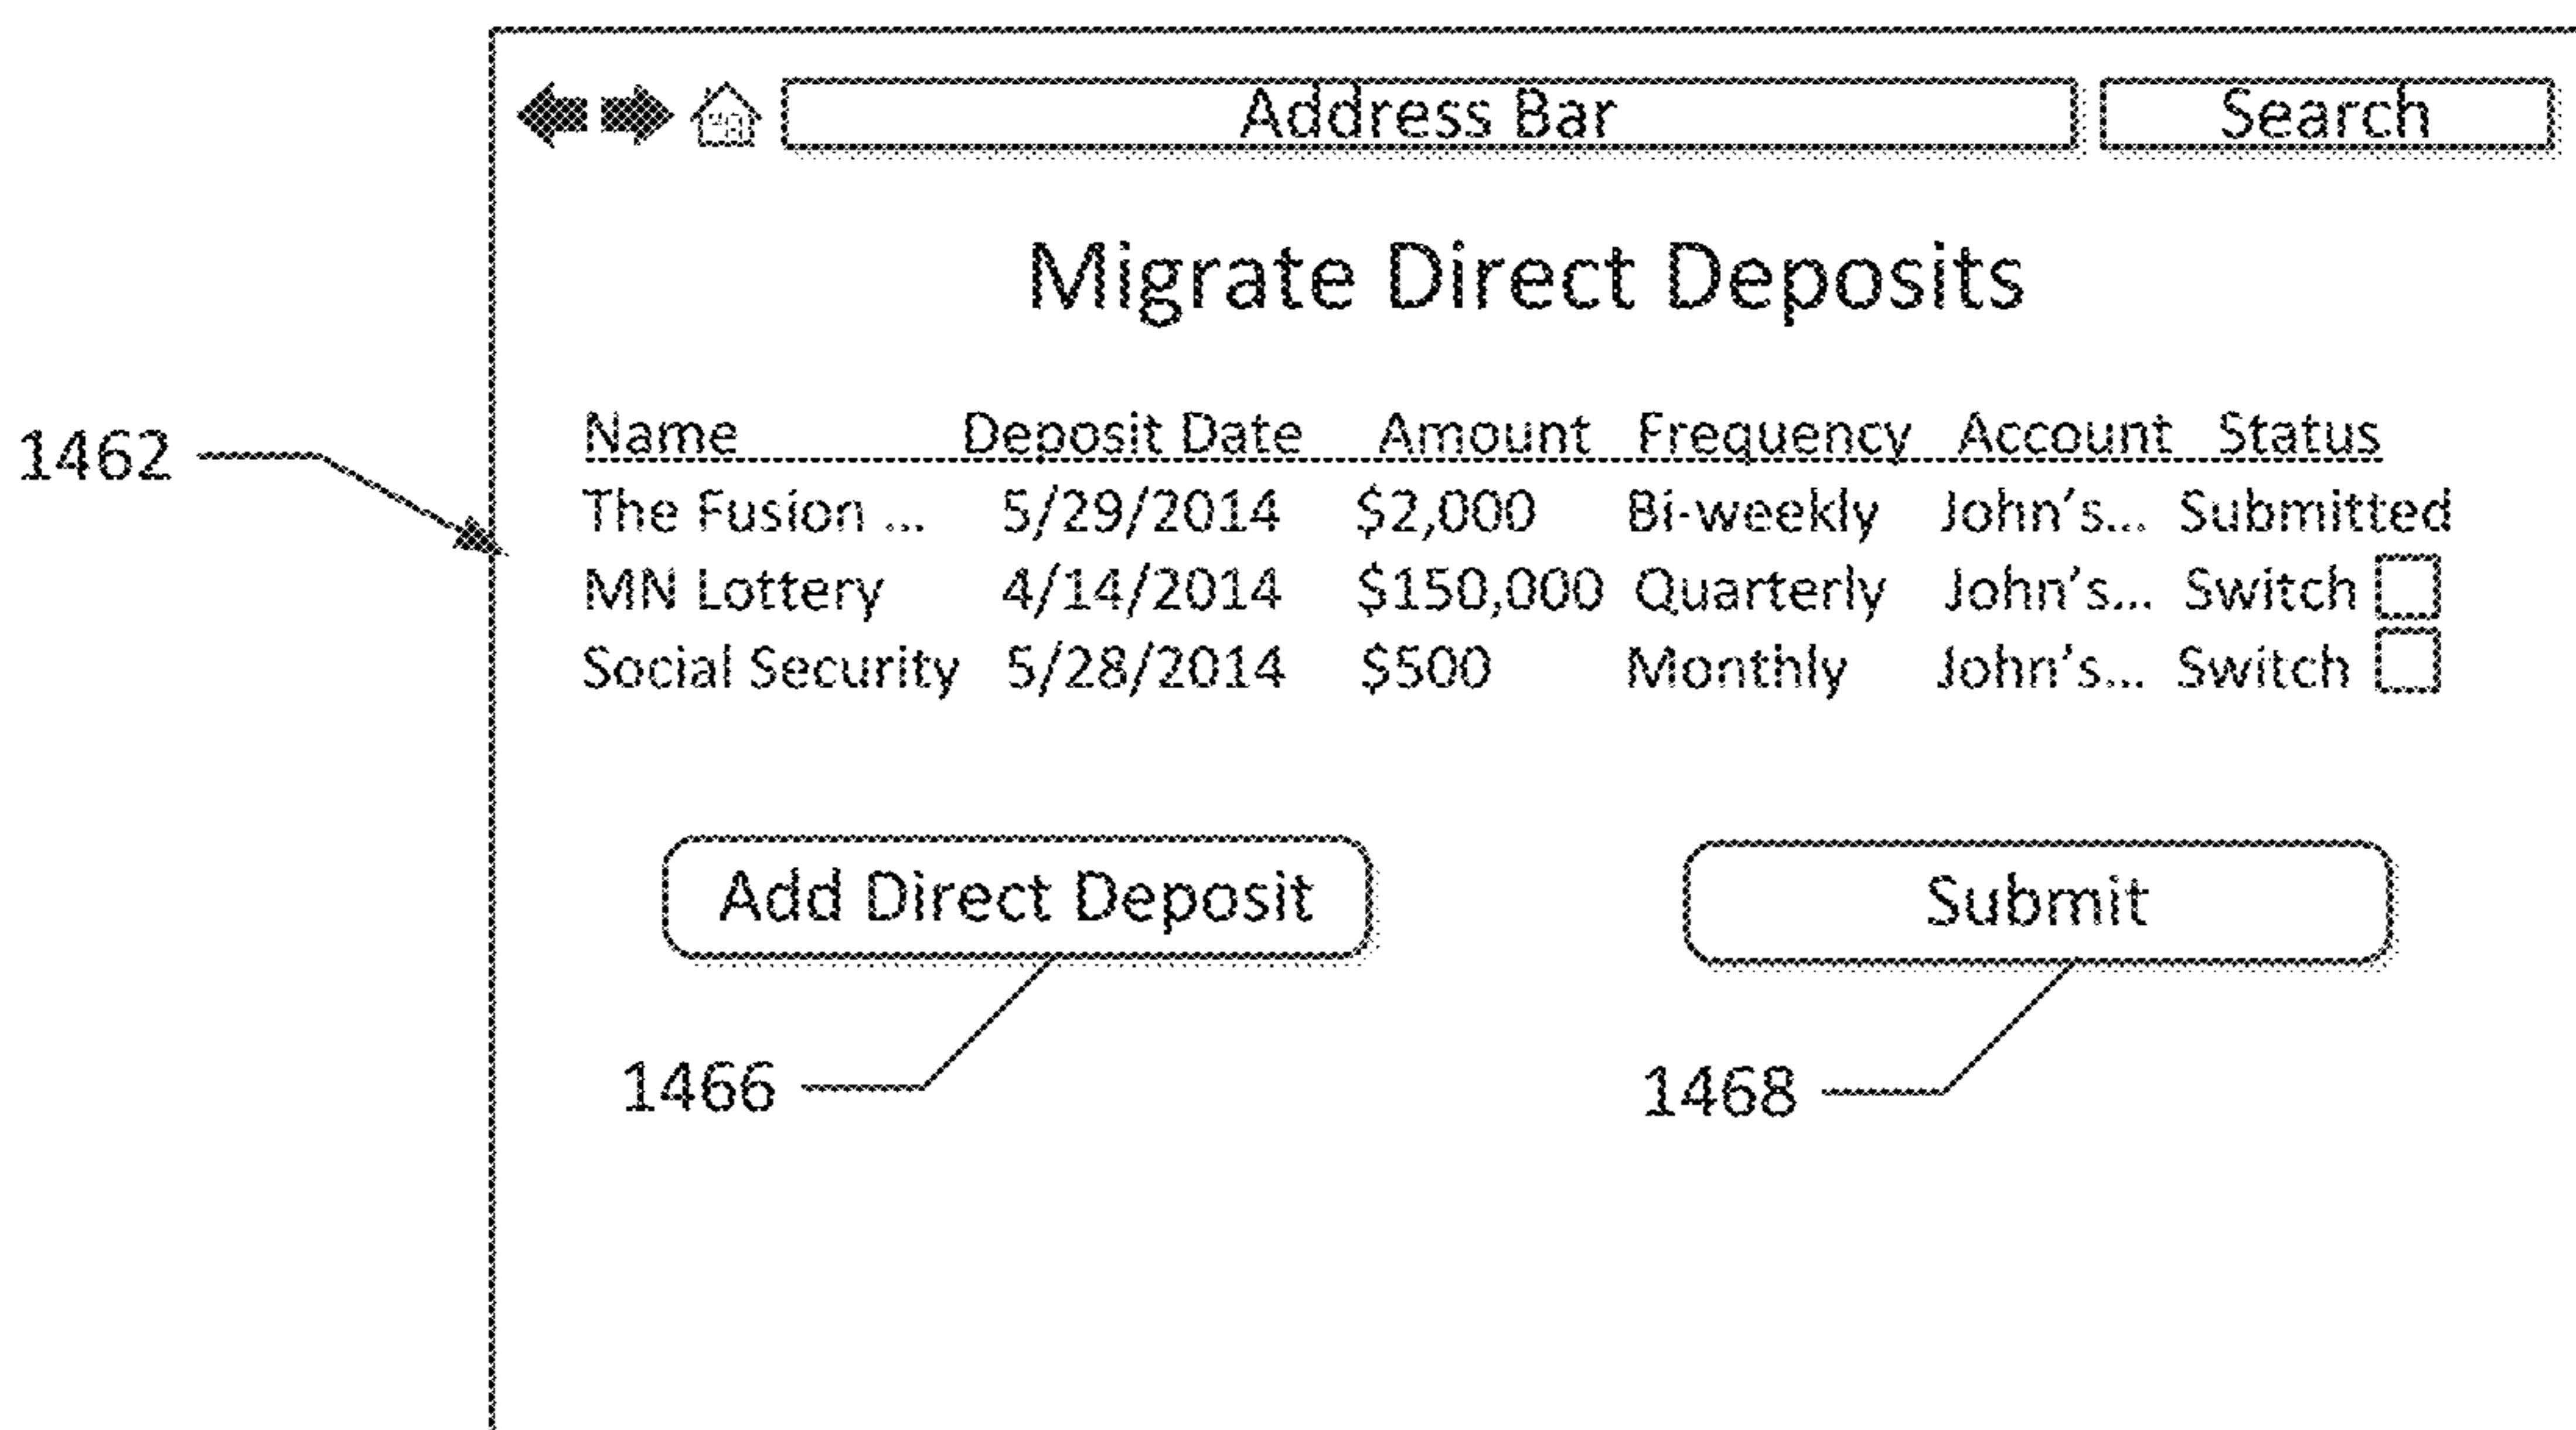 Address Bar Search
Migrate Direct Deposits
1462
Name Deposit Date Amount Frequency Account Status
The Fusion ... 5/29/2014 $2,000 Bi-weekly John's... Submitted
MN Lottery 4/14/2014 $150,000 Quarterly John's... Switch
Social Security 5/28/2014 $500 Monthly John's... Switch
Add Direct Deposit Submit
1466 1468